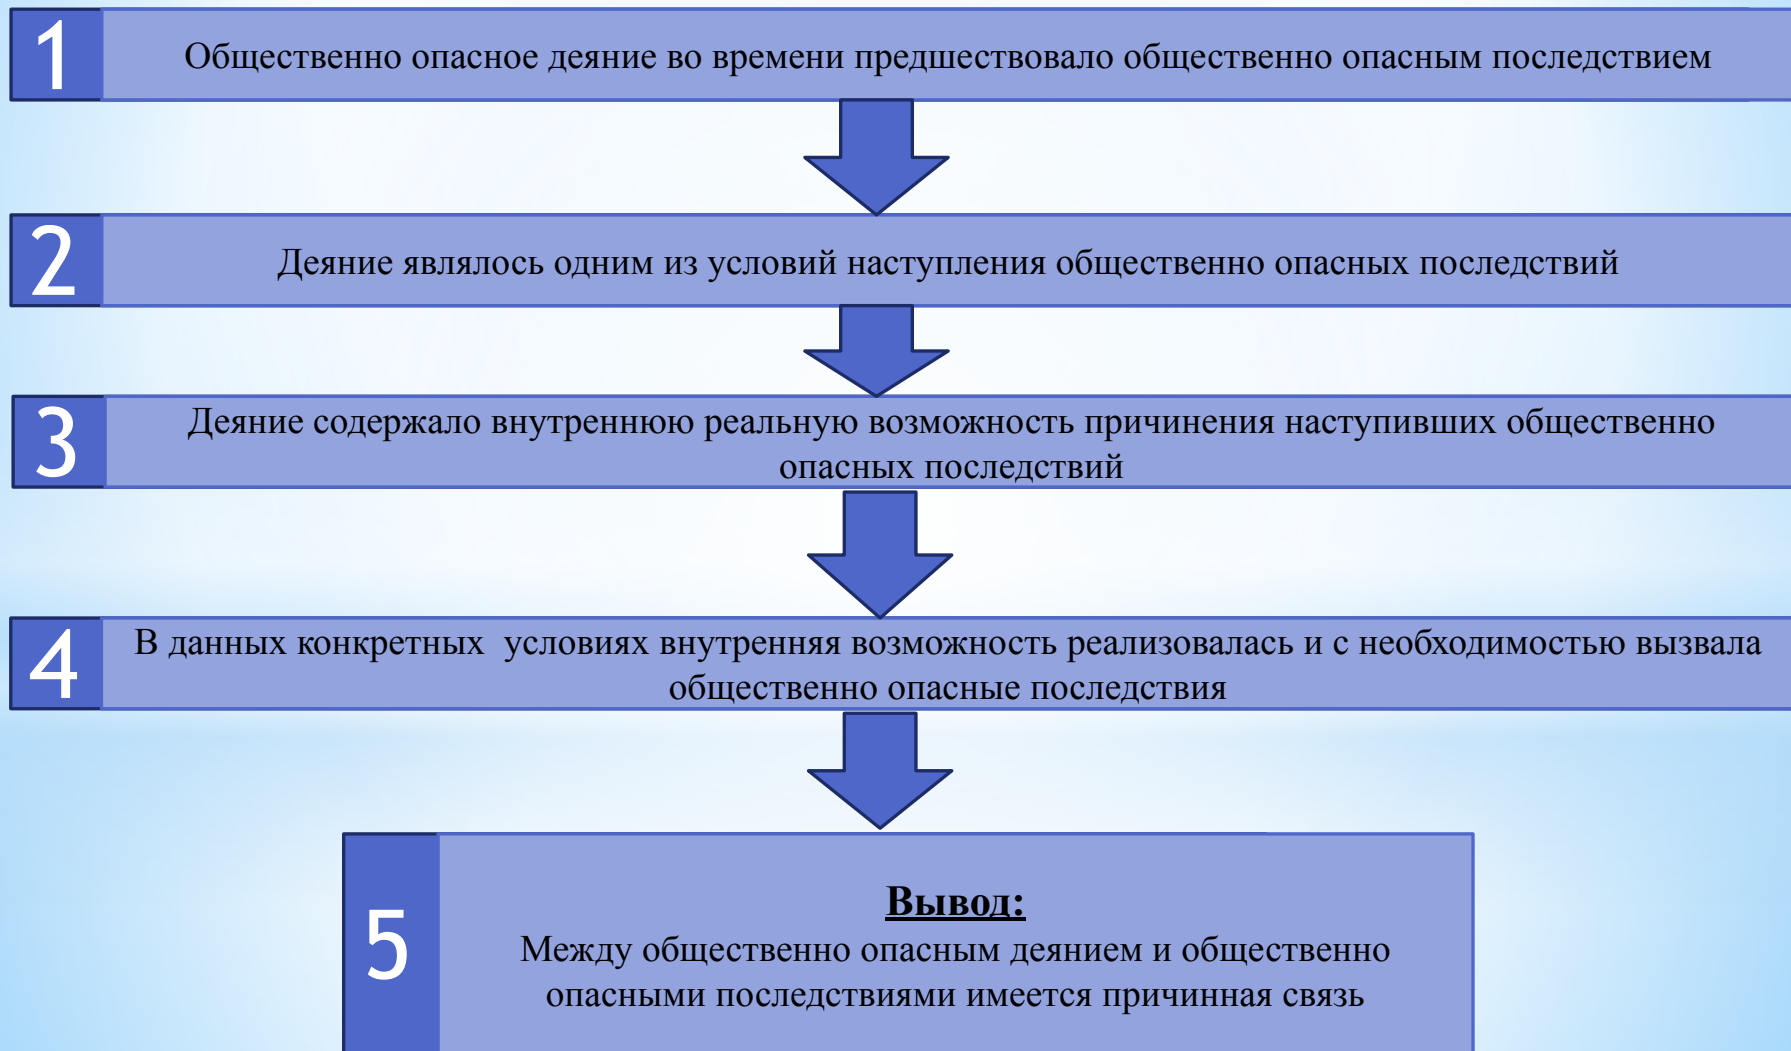 1
Общественно опасное деяние во времени предшествовало общественно опасным последствием
2
Деяние являлось одним из условий наступления общественно опасных последствий
3
Деяние содержало внутреннюю реальную возможность причинения наступивших общественно
опасных последствий
4
В данных конкретных  условиях внутренняя возможность реализовалась и с необходимостью вызвала
общественно опасные последствия
5
Вывод:
Между общественно опасным деянием и общественно
опасными последствиями имеется причинная связь